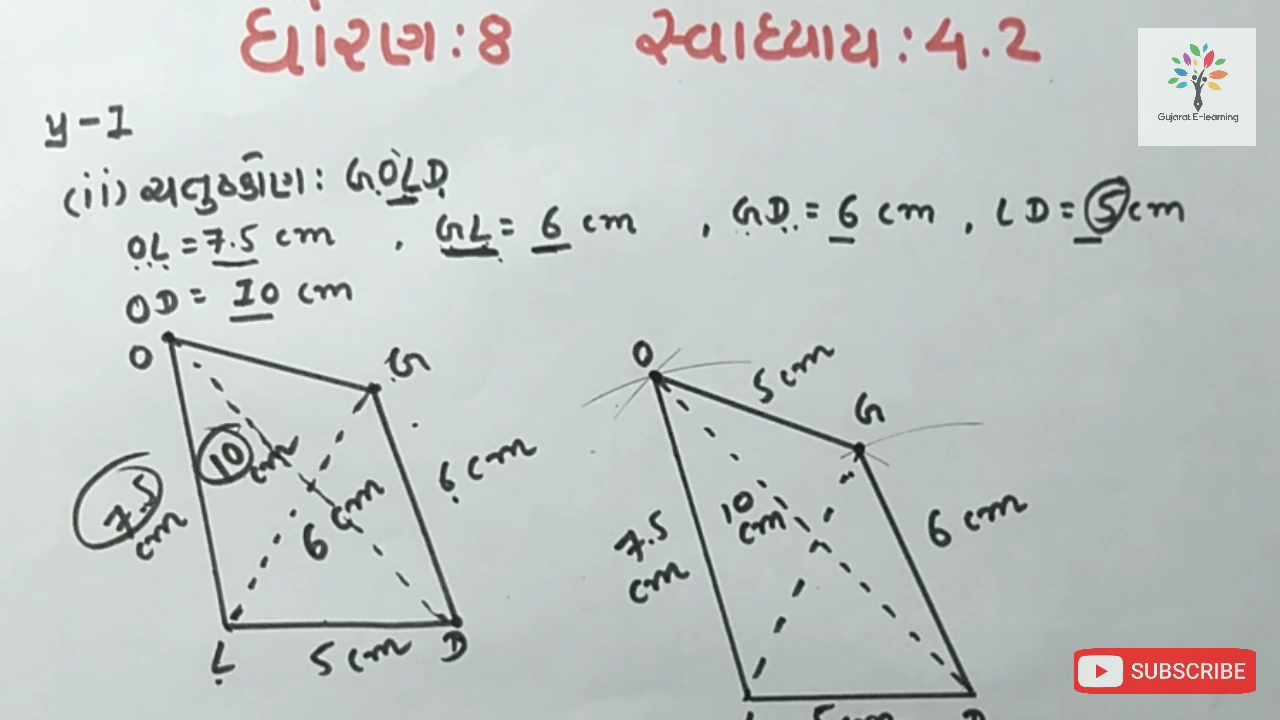 ધોરણ : 8 સ્વાધ્યાય : 4.2
પ્ર-1
(ii) ચતુષ્કોણ : GOLD
OL = 7.5 cm , GL = 6 cm , GD = 6 cm , LD = 5 cm
OD = 10 cm
O
G
7.5 cm
10 cm
6 cm
6 cm
L 5 cm D
O
5 cm
G
7.5 cm
10 cm
6 cm
5 cm
Gujarat E-learning
SUBSCRIBE